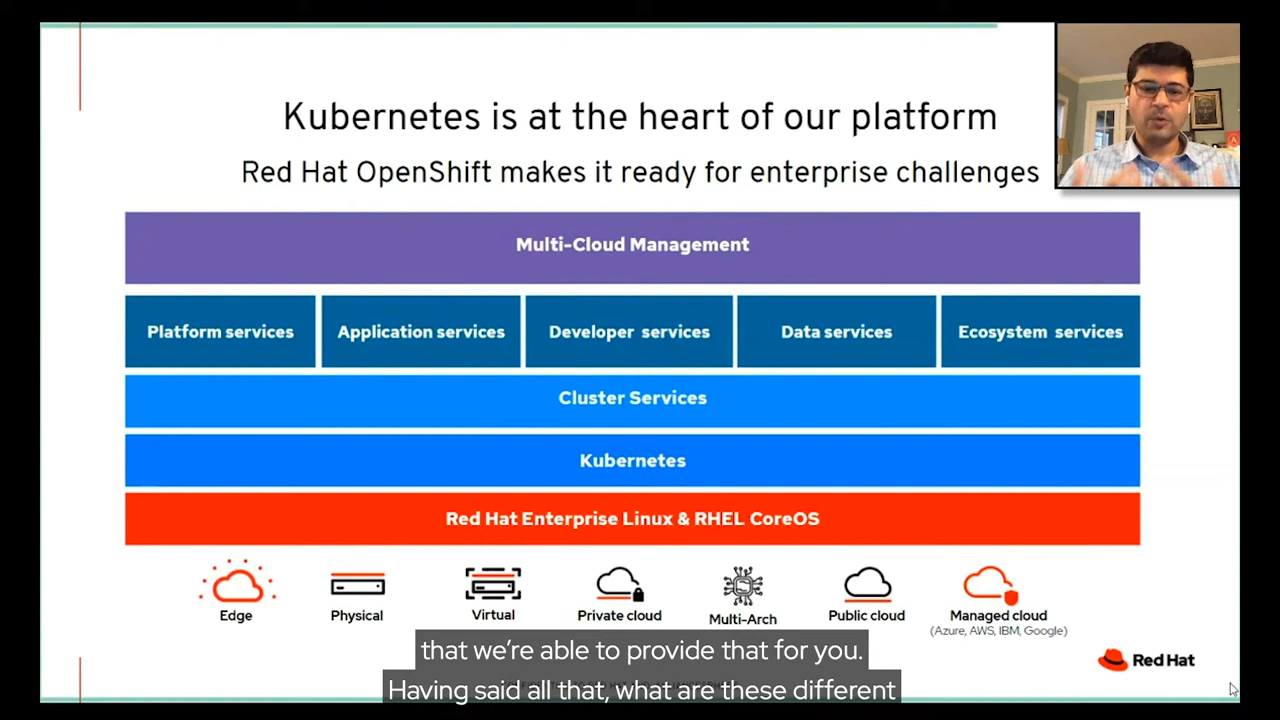 Kubernetes is at the heart of our platform
Red Hat OpenShift makes it ready for enterprise challenges
Multi-Cloud Management
Platform services
Application services
Developer services
Data services
Ecosystem services
Cluster Services
Kubernetes
Red Hat Enterprise Linux & RHEL CoreOS
Edge
Physical
Virtual
Private cloud
Multi-Arch
Public cloud
Managed cloud
(Azure, AWS, IBM, Google)
that we're able to provide that for you.
Having said all that, what are these different
Red Hat